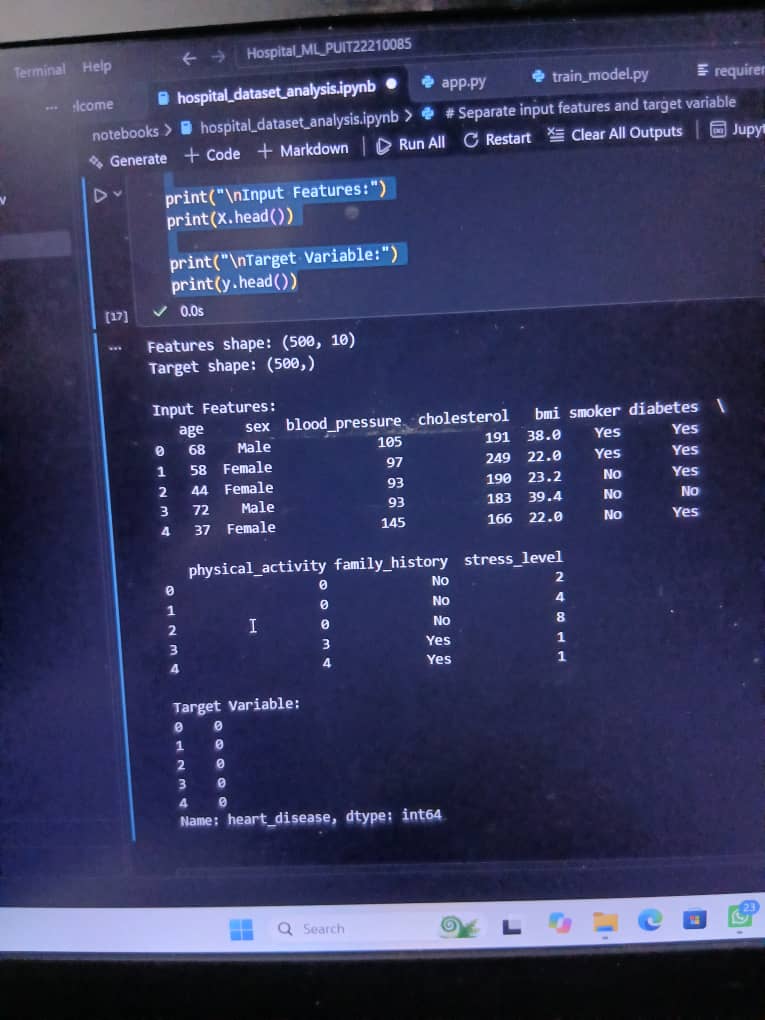 Terminal Help
Hospital_ML_PUIT22210085
hospital_dataset_analysis.ipynb app.py train_model.py
notebooks > hospital_dataset_analysis.ipynb > # Separate input features and target variable
Generate + Code + Markdown Run All Restart Clear All Outputs
print("\nInput Features:")
print(X.head())
print("\nTarget Variable:")
print(y.head())
[17] 0.0s
Features shape: (500, 10)
Target shape: (500,)
Input Features:
age sex blood_pressure cholesterol bmi smoker diabetes \
0 68 Male 105 191 38.0 Yes Yes
1 58 Female 97 249 22.0 Yes Yes
2 44 Female 93 190 23.2 No Yes
3 72 Male 93 183 39.4 No No
4 37 Female 145 166 22.0 No Yes
physical_activity family_history stress_level
0 0 No 2
1 0 No 4
2 0 No 8
3 3 Yes 1
4 4 Yes 1
Target Variable:
0 0
1 0
2 0
3 0
4 0
Name: heart_disease, dtype: int64
Search
23